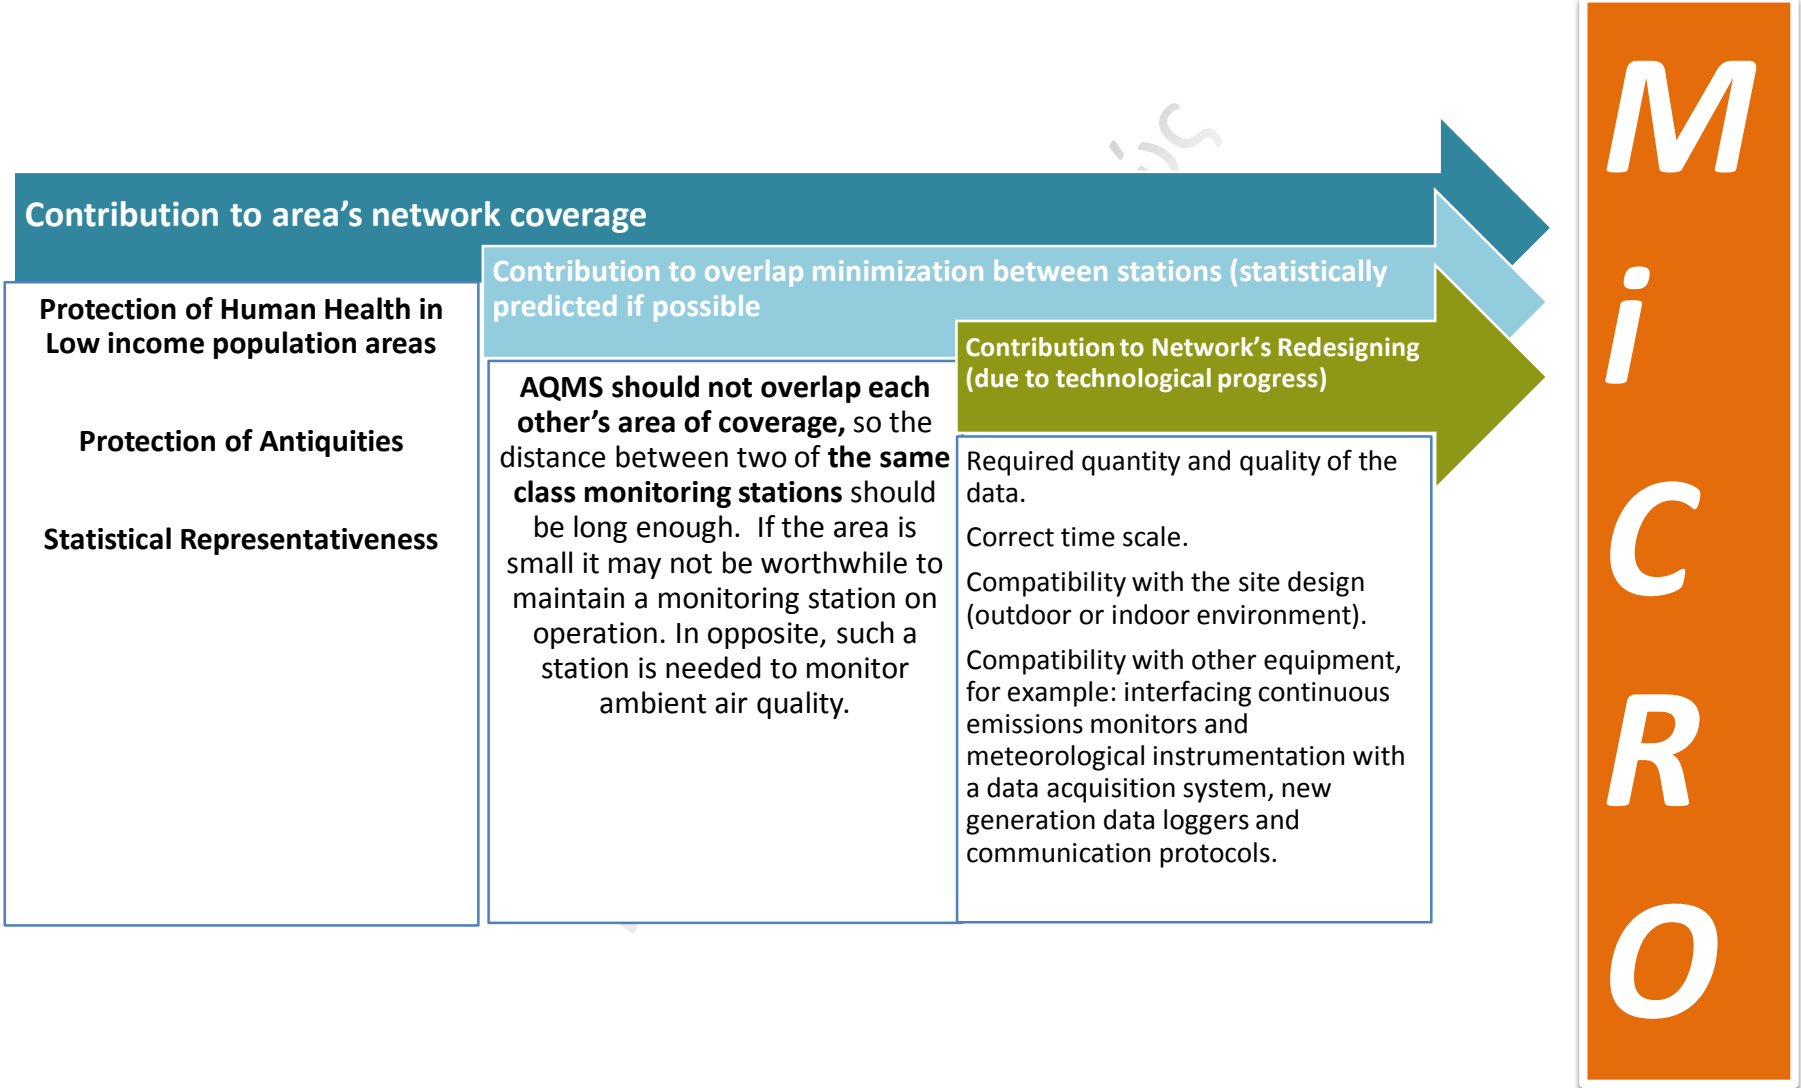 Contribution to area’s network coverage
Protection of Human Health in
Low income population areas
Protection of Antiquities
Statistical Representativeness
Contribution to overlap minimization between stations (statistically
predicted if possible
AQMS should not overlap each
other’s area of coverage, so the
distance between two of the same
class monitoring stations should
be long enough.  If the area is
small it may not be worthwhile to
maintain a monitoring station on
operation. In opposite, such a
station is needed to monitor
ambient air quality.
Contribution to Network’s Redesigning
(due to technological progress)
Required quantity and quality of the
data.
Correct time scale.
Compatibility with the site design
(outdoor or indoor environment).
Compatibility with other equipment,
for example: interfacing continuous
emissions monitors and
meteorological instrumentation with
a data acquisition system, new
generation data loggers and
communication protocols.
M
i
C
R
O